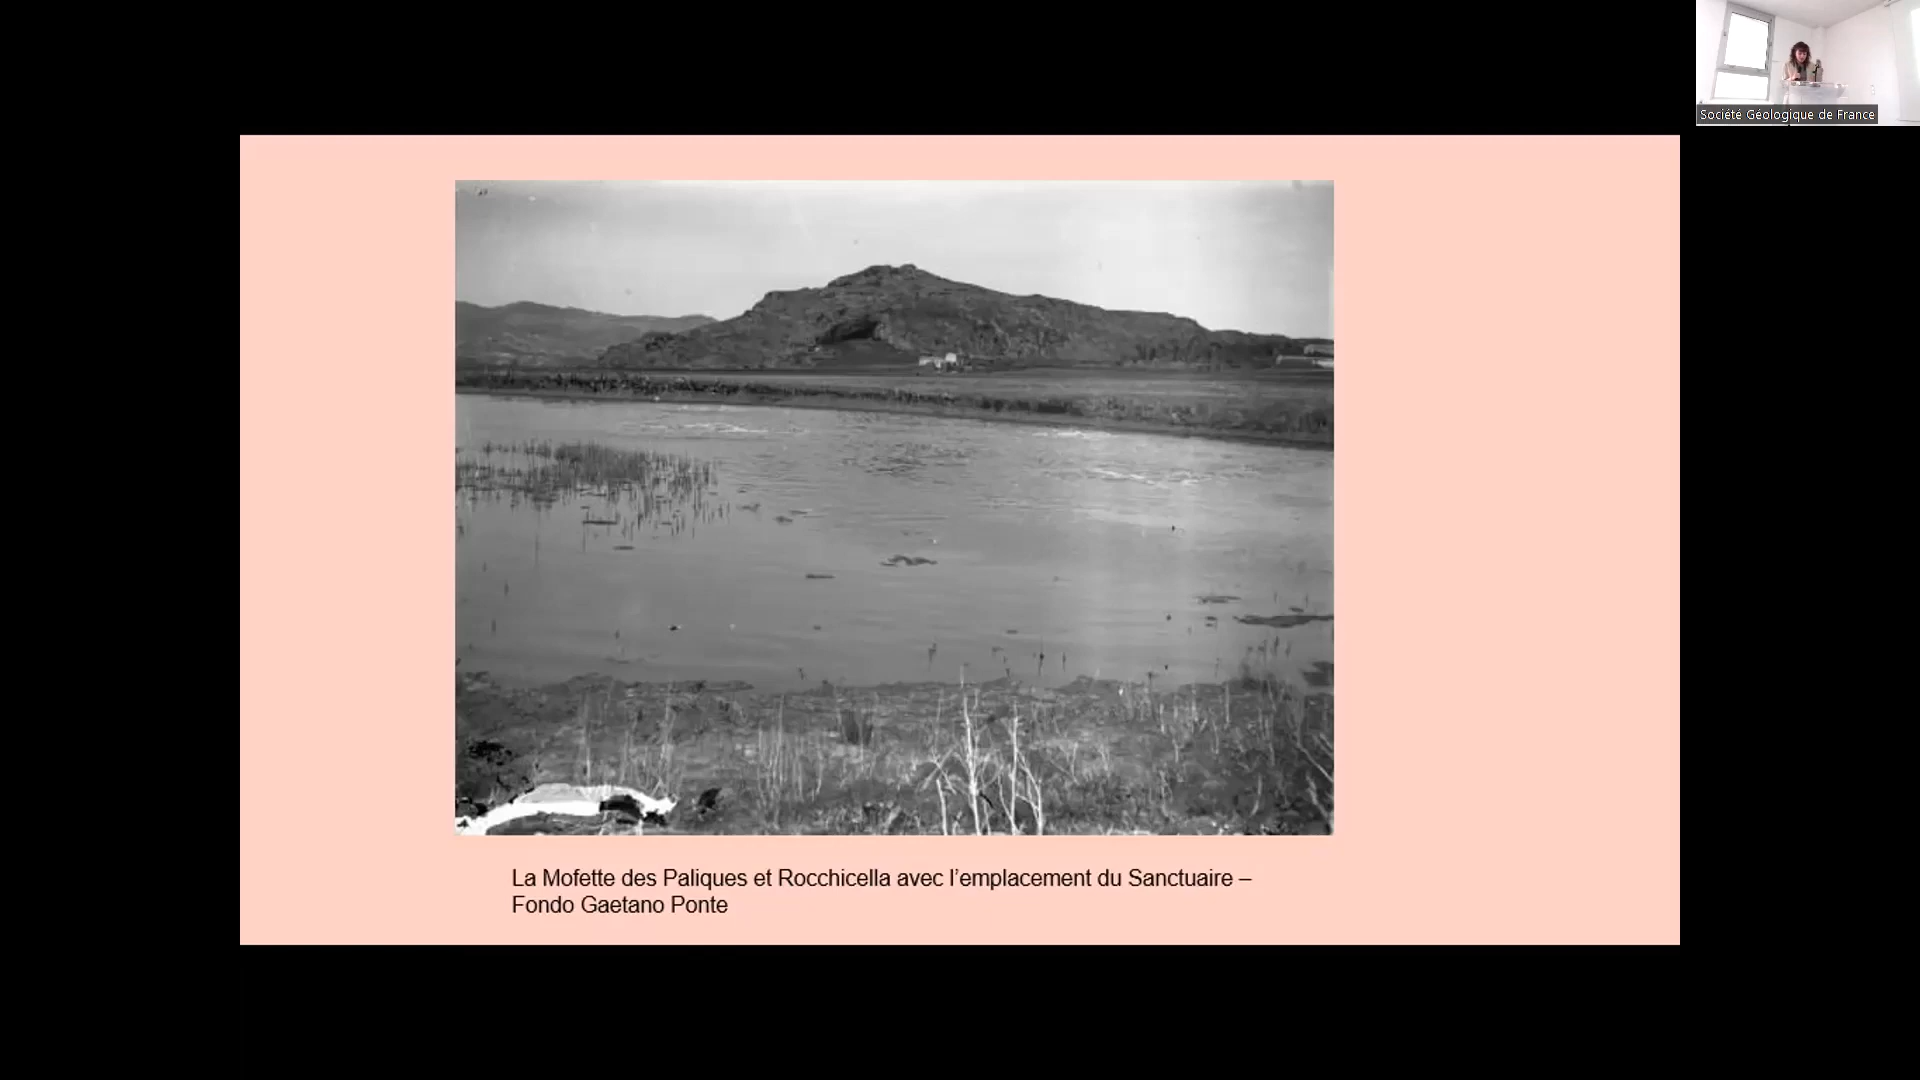 Société Géologique de France
La Mofette des Paliques et Rocchicella avec l’emplacement du Sanctuaire –
Fondo Gaetano Ponte